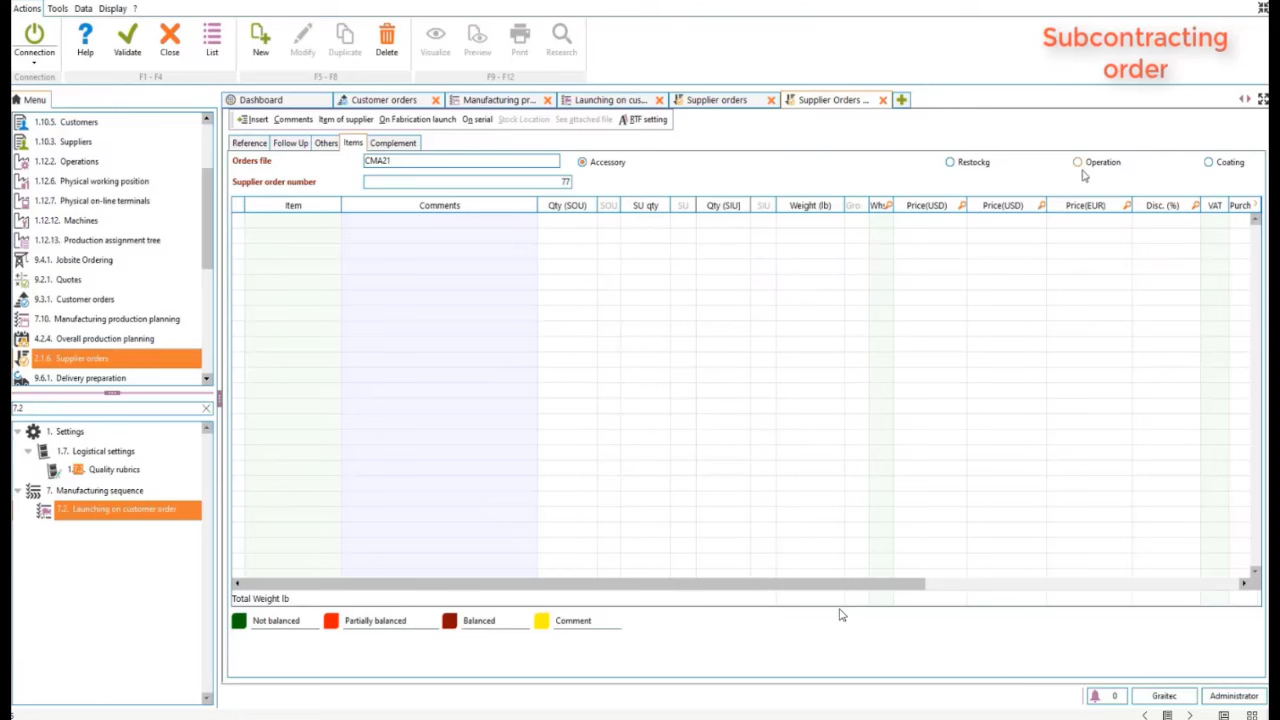 Actions Tools Data Display ?
Subcontracting
order
Connection Help Validate Close List New Modify Duplicate Delete Visualize Preview Print Research
Connection F1 - F4 F5 - F8 F9 - F12
Menu
Dashboard Customer orders Manufacturing pr... Launching on cus... Supplier orders Supplier Orders ...
Insert Comments Item of supplier On Fabrication launch On serial Stock Location See attached file RTF setting
Reference Follow Up Others Items Complement
Orders file CMA21 Accessory Restockg Operation Coating
Supplier order number 77
Item Comments Qty (SOU) SOU SU qty SU Qty (SIU) SIU Weight (lb) Gro. Whs Price(USD) Price(USD) Price(EUR) Disc. (%) VAT Purch
1.10.5. Customers
1.10.3. Suppliers
1.12.2. Operations
1.12.6. Physical working position
1.12.7. Physical on-line terminals
1.12.12. Machines
1.12.13. Production assignment tree
9.4.1. Jobsite Ordering
9.2.1. Quotes
9.3.1. Customer orders
7.10. Manufacturing production planning
4.2.4. Overall production planning
2.1.6. Supplier orders
9.6.1. Delivery preparation
7.2
1. Settings
1.7. Logistical settings
Quality rubrics
7. Manufacturing sequence
7.2. Launching on customer order
Total Weight lb
Not balanced Partially balanced Balanced Comment
0 Graitec Administrator